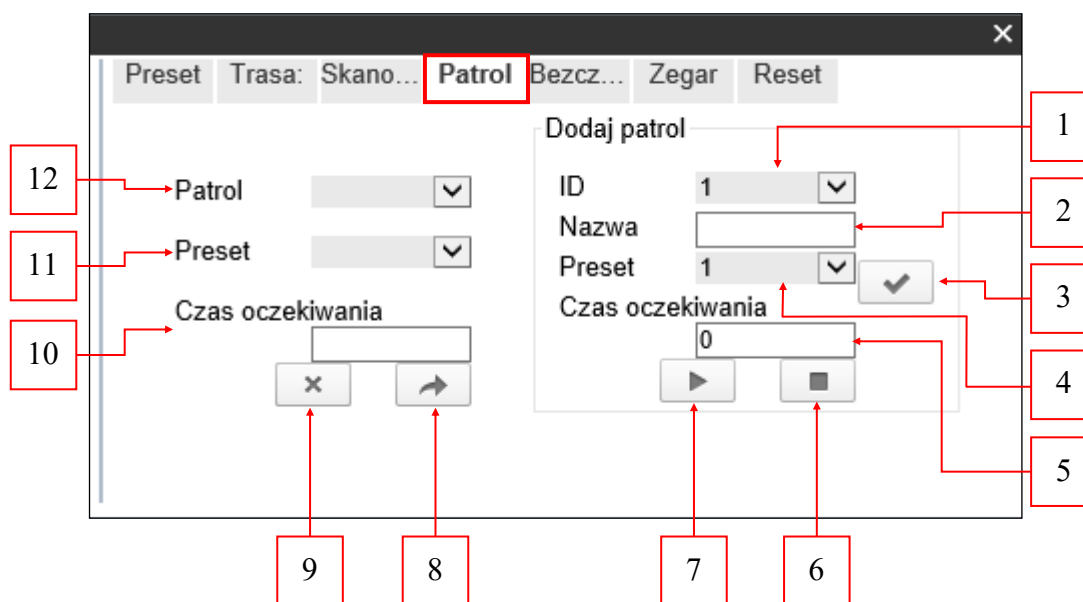 Preset Trasa: Skano... Patrol Bezcz... Zegar Reset
Dodaj patrol
1
12
Patrol
ID 1
2
Nazwa
11
Preset
Preset 1
3
Czas oczekiwania
Czas oczekiwania
10
0
4
5
9
8
7
6